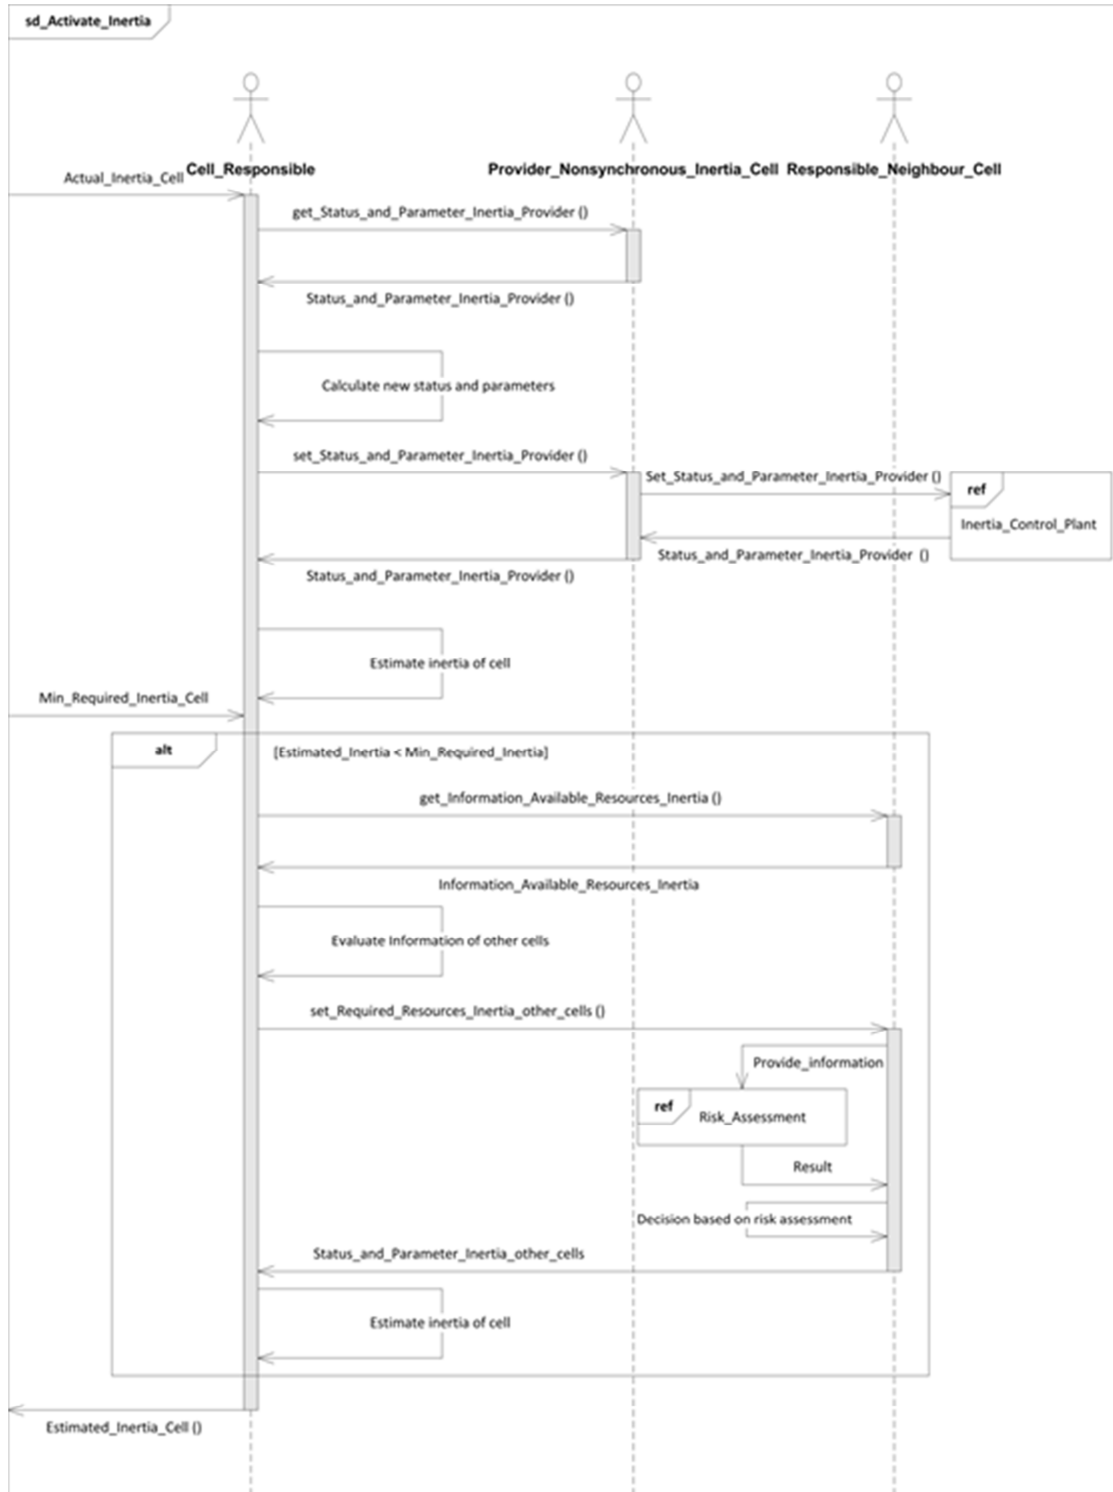 sd_Activate_Inertia
Cell_Responsible
Provider_Nonsynchronous_Inertia_Cell
Responsible_Neighbour_Cell
Actual_Inertia_Cell
get_Status_and_Parameter_Inertia_Provider ()
Status_and_Parameter_Inertia_Provider ()
Calculate new status and parameters
set_Status_and_Parameter_Inertia_Provider ()
Set_Status_and_Parameter_Inertia_Provider ()
ref
Inertia_Control_Plant
Status_and_Parameter_Inertia_Provider ()
Status_and_Parameter_Inertia_Provider ()
Estimate inertia of cell
Min_Required_Inertia_Cell
alt
[Estimated_Inertia < Min_Required_Inertia]
get_Information_Available_Resources_Inertia ()
Information_Available_Resources_Inertia
Evaluate Information of other cells
set_Required_Resources_Inertia_other_cells ()
Provide_information
ref
Risk_Assessment
Result
Decision based on risk assessment
Status_and_Parameter_Inertia_other_cells
Estimate inertia of cell
Estimated_Inertia_Cell ()